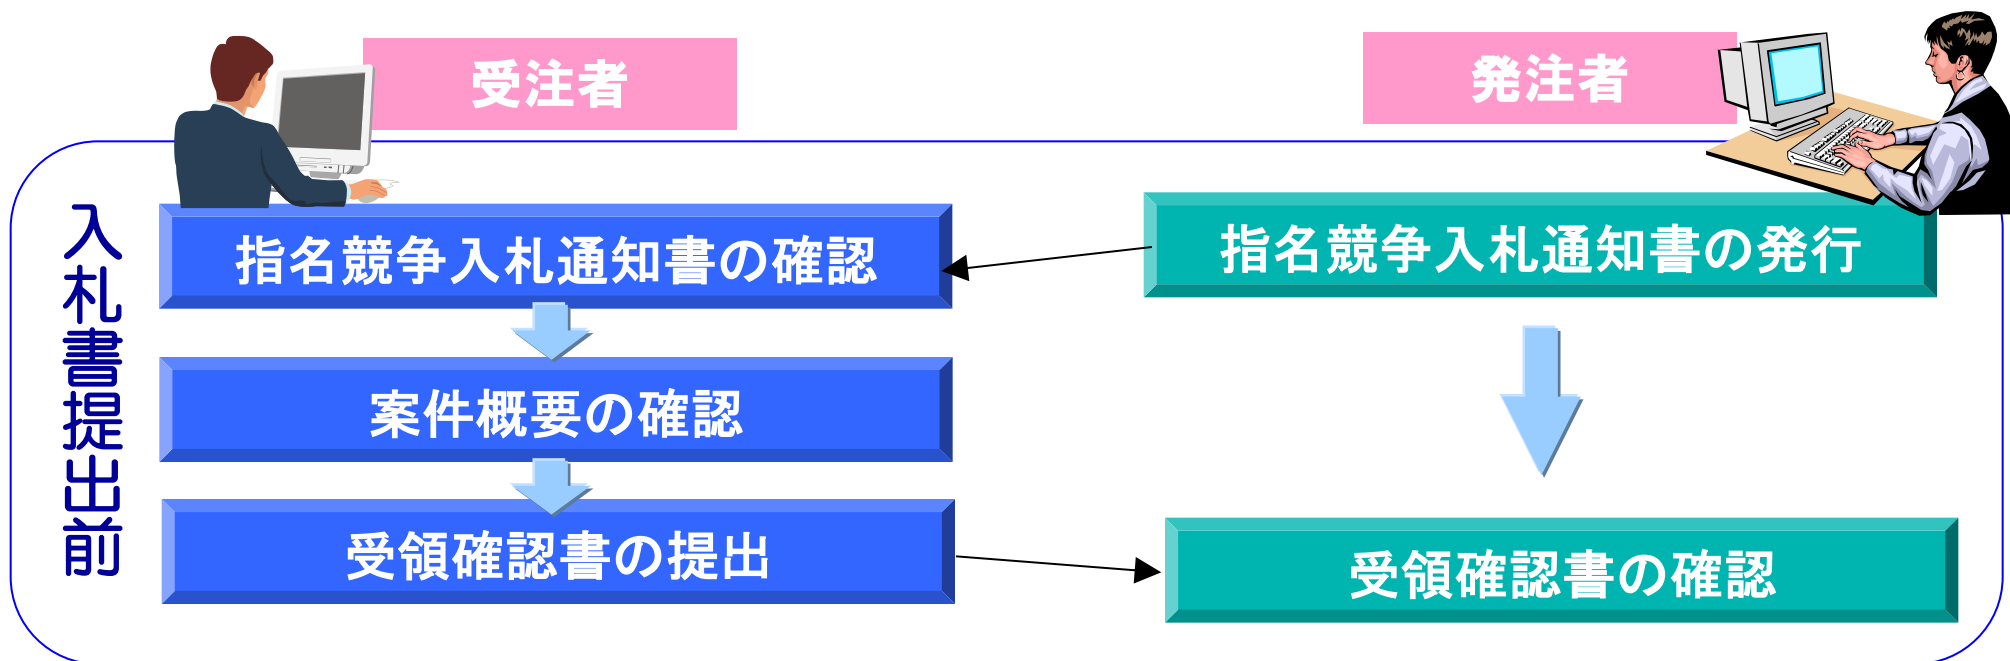 受注者
発注者
入札書提出前
指名競争入札通知書の確認
指名競争入札通知書の発行
案件概要の確認
受領確認書の提出
受領確認書の確認